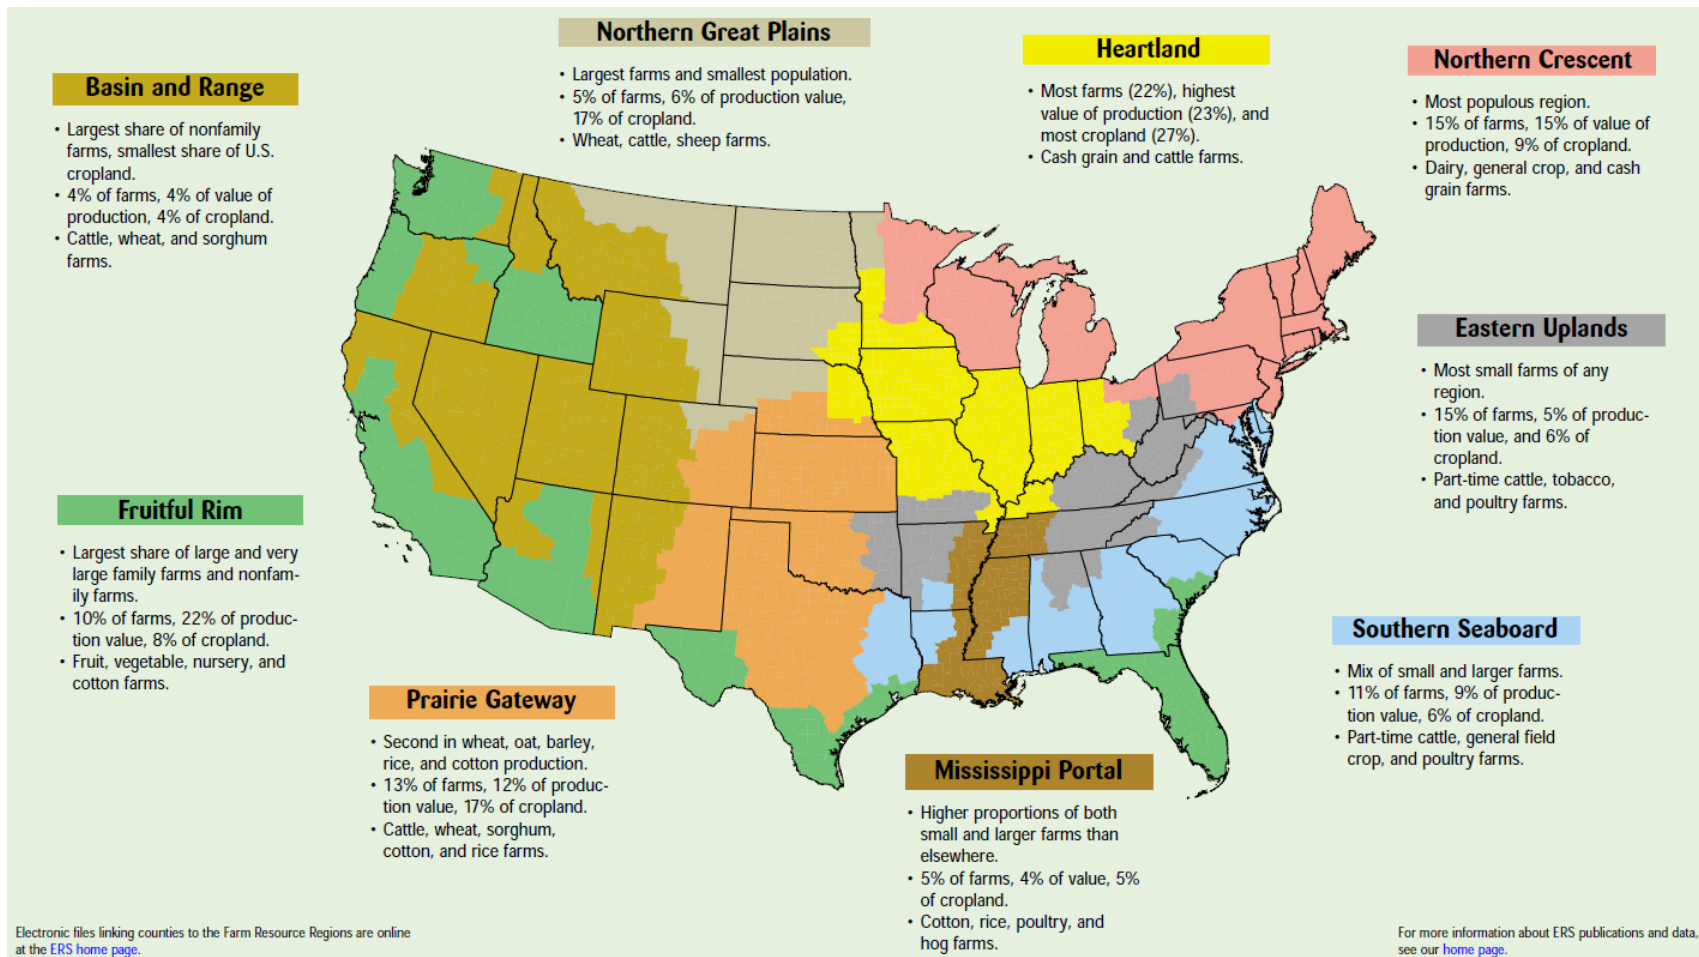 Northern Great Plains
• Largest farms and smallest population.
• 5% of farms, 6% of production value,
17% of cropland.
• Wheat, cattle, sheep farms.
Heartland
• Most farms (22%), highest
value of production (23%), and
most cropland (27%).
• Cash grain and cattle farms.
Northern Crescent
• Most populous region.
• 15% of farms, 15% of value of
production, 9% of cropland.
• Dairy, general crop, and cash
grain farms.
Basin and Range
• Largest share of nonfamily
farms, smallest share of U.S.
cropland.
• 4% of farms, 4% of value of
production, 4% of cropland.
• Cattle, wheat, and sorghum
farms.
Eastern Uplands
• Most small farms of any
region.
• 15% of farms, 5% of produc-
tion value, and 6% of
cropland.
• Part-time cattle, tobacco,
and poultry farms.
Fruitful Rim
• Largest share of large and very
large family farms and nonfam-
ily farms.
• 10% of farms, 22% of produc-
tion value, 8% of cropland.
• Fruit, vegetable, nursery, and
cotton farms.
Southern Seaboard
• Mix of small and larger farms.
• 11% of farms, 9% of produc-
tion value, 6% of cropland.
• Part-time cattle, general field
crop, and poultry farms.
Prairie Gateway
• Second in wheat, oat, barley,
rice, and cotton production.
• 13% of farms, 12% of produc-
tion value, 17% of cropland.
• Cattle, wheat, sorghum,
cotton, and rice farms.
Mississippi Portal
• Higher proportions of both
small and larger farms than
elsewhere.
• 5% of farms, 4% of value, 5%
of cropland.
• Cotton, rice, poultry, and
hog farms.
Electronic files linking counties to the Farm Resource Regions are online
at the ERS home page.
For more information about ERS publications and data,
see our home page.